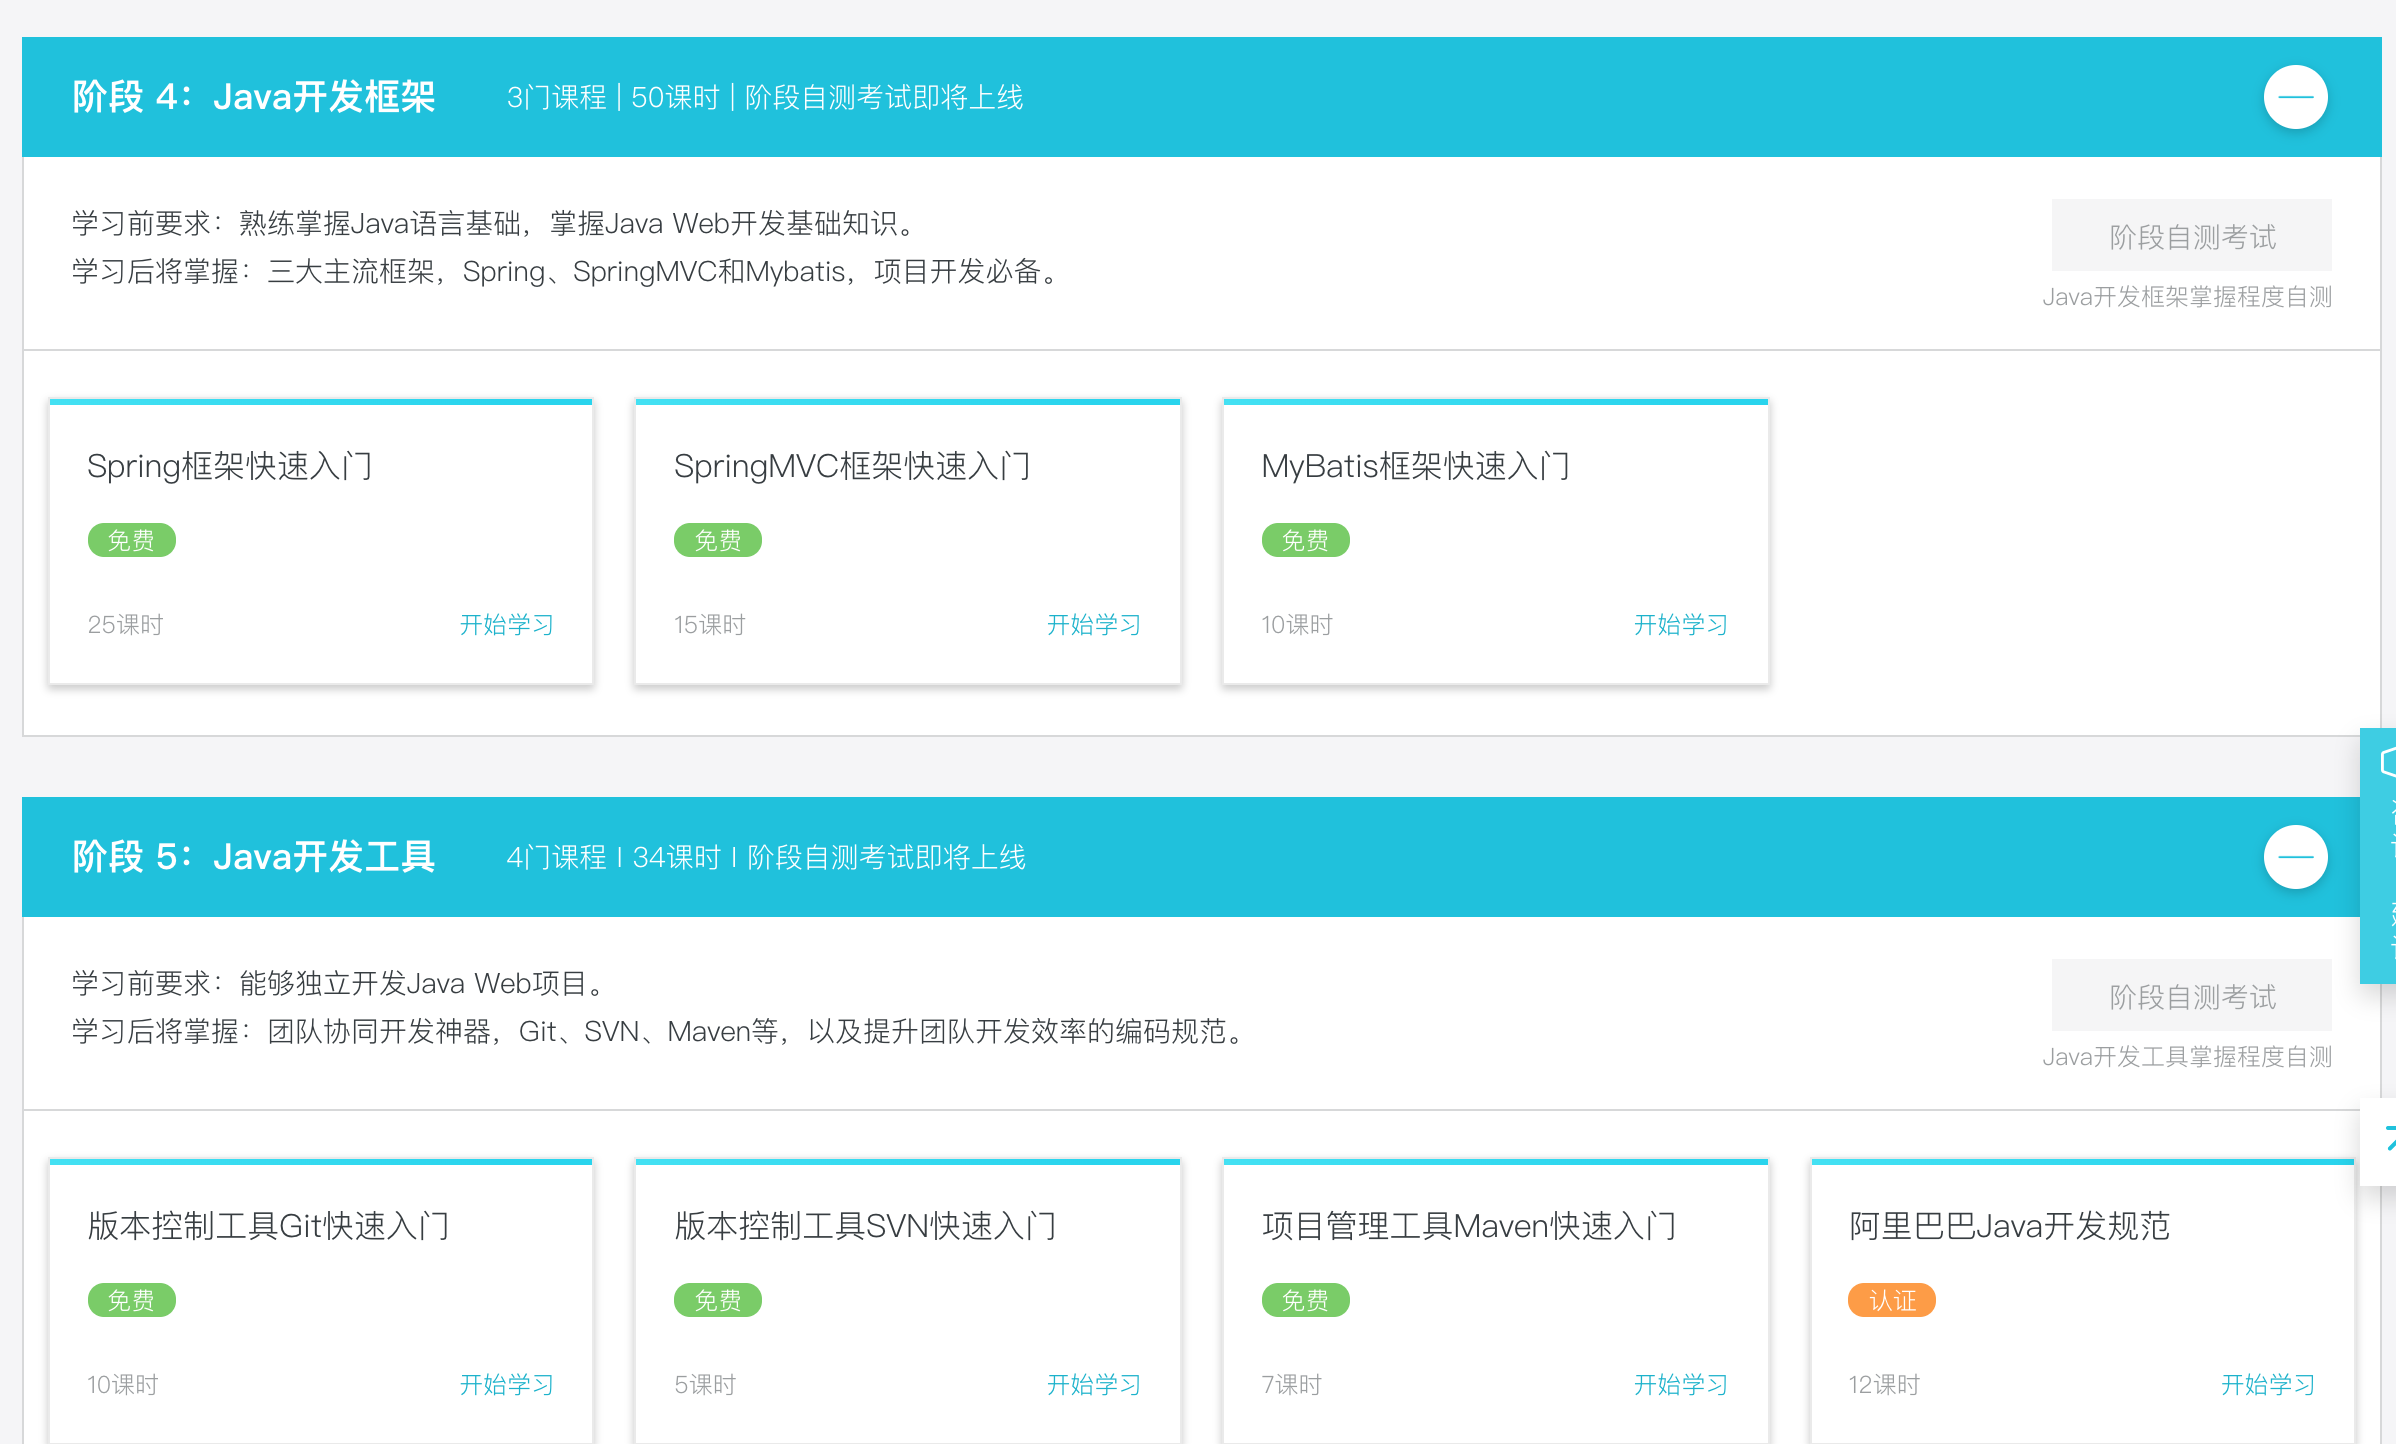 阶段 4：Java开发框架 3门课程 | 50课时 | 阶段自测考试即将上线
学习前要求：熟练掌握Java语言基础，掌握Java Web开发基础知识。
学习后将掌握：三大主流框架，Spring、SpringMVC和Mybatis，项目开发必备。
阶段自测考试
Java开发框架掌握程度自测
Spring框架快速入门
免费
25课时 开始学习
SpringMVC框架快速入门
免费
15课时 开始学习
MyBatis框架快速入门
免费
10课时 开始学习
阶段 5：Java开发工具 4门课程 I 34课时 I 阶段自测考试即将上线
学习前要求：能够独立开发Java Web项目。
学习后将掌握：团队协同开发神器，Git、SVN、Maven等，以及提升团队开发效率的编码规范。
阶段自测考试
Java开发工具掌握程度自测
版本控制工具Git快速入门
免费
10课时 开始学习
版本控制工具SVN快速入门
免费
5课时 开始学习
项目管理工具Maven快速入门
免费
7课时 开始学习
阿里巴巴Java开发规范
认证
12课时 开始学习